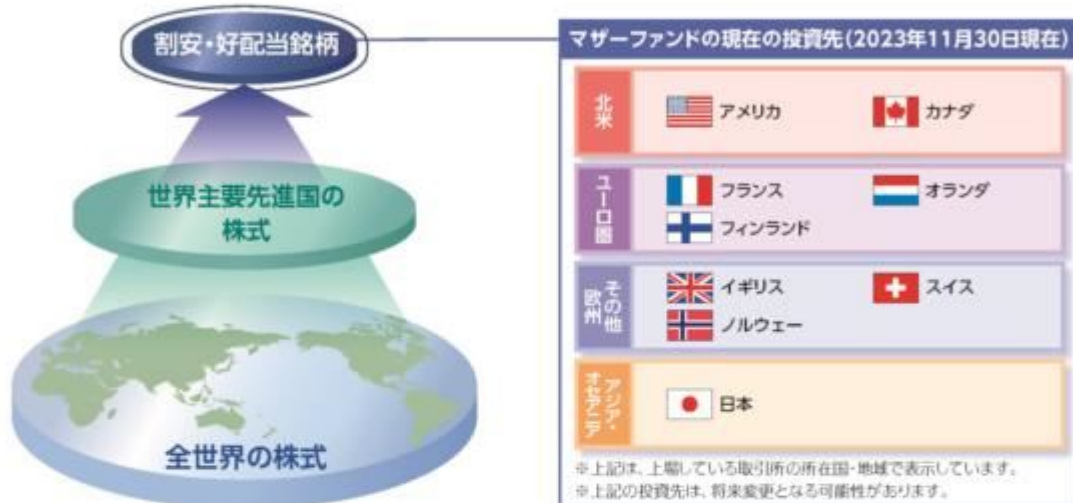 割安・好配当銘柄
世界主要先進国の
株式
全世界の株式
マザーファンドの現在の投資先(2023年11月30日現在)
北米
アメリカ
カナダ
ユーロ圏
フランス
オランダ
フィンランド
その他
欧州
イギリス
スイス
ノルウェー
アジア・
オセアニア
日本
※上記は、上場している取引所の所在国・地域で表示しています。
※上記の投資先は、将来変更となる可能性があります。